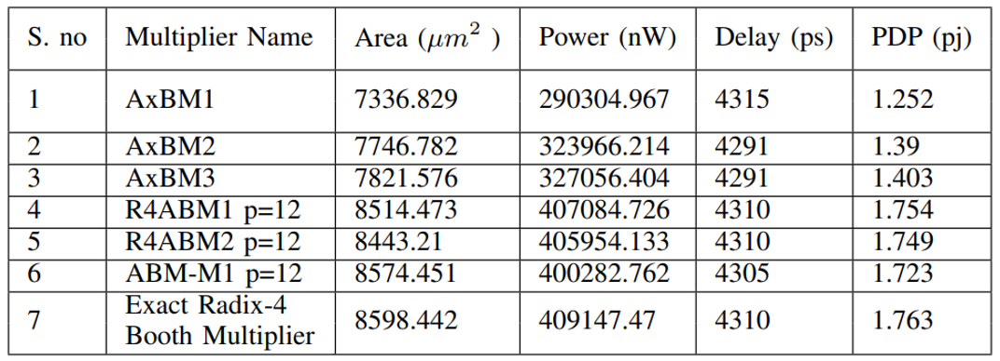 S. no Multiplier Name Area (μm² ) Power (nW) Delay (ps) PDP (pj)
1 AxBM1 7336.829 290304.967 4315 1.252
2 AxBM2 7746.782 323966.214 4291 1.39
3 AxBM3 7821.576 327056.404 4291 1.403
4 R4ABM1 p=12 8514.473 407084.726 4310 1.754
5 R4ABM2 p=12 8443.21 405954.133 4310 1.749
6 ABM-M1 p=12 8574.451 400282.762 4305 1.723
7 Exact Radix-4
Booth Multiplier 8598.442 409147.47 4310 1.763